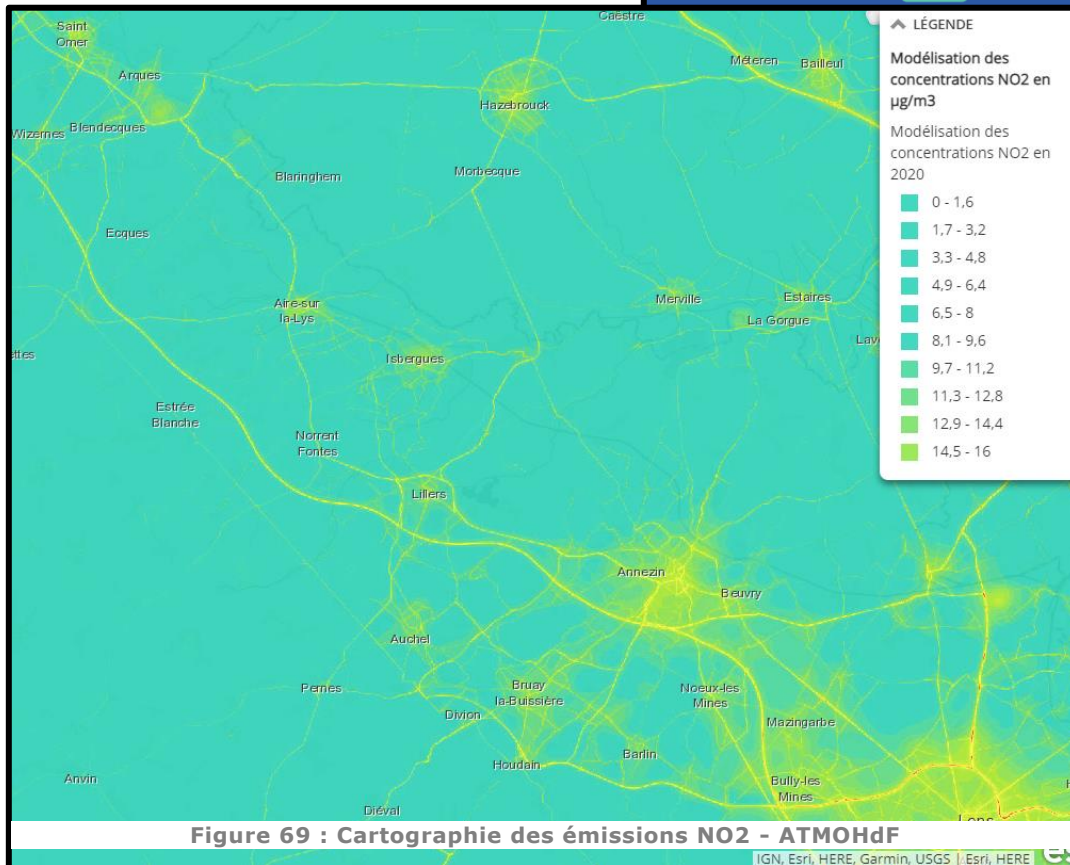 Caëstre
Saint
Omer
Méteren
Bailleul
Arques
Hazebrouck
Wizernes
Blendecques
Morbecque
Blaringhem
Ecques
Aire-sur
la-Lys
Merville
Estaires
La Gorgue
Isbergues
Estrée
Blanche
Norrent
Fontes
Lillers
Annezin
Beuvry
Auchel
Pernes
Bruay
la-Buissière
Noeux-les
Mines
Divion
Mazingarbe
Barlin
Houdain
Anvin
Bully-les
Mines
Diéval
Lens
LÉGENDE
Modélisation des
concentrations NO2 en
µg/m3
Modélisation des
concentrations NO2 en
2020
0 - 1,6
1,7 - 3,2
3,3 - 4,8
4,9 - 6,4
6,5 - 8
8,1 - 9,6
9,7 - 11,2
11,3 - 12,8
12,9 - 14,4
14,5 - 16
Figure 69 : Cartographie des émissions NO2 - ATMOHdF
IGN, Esri, HERE, Garmin, USGS | Esri, HERE